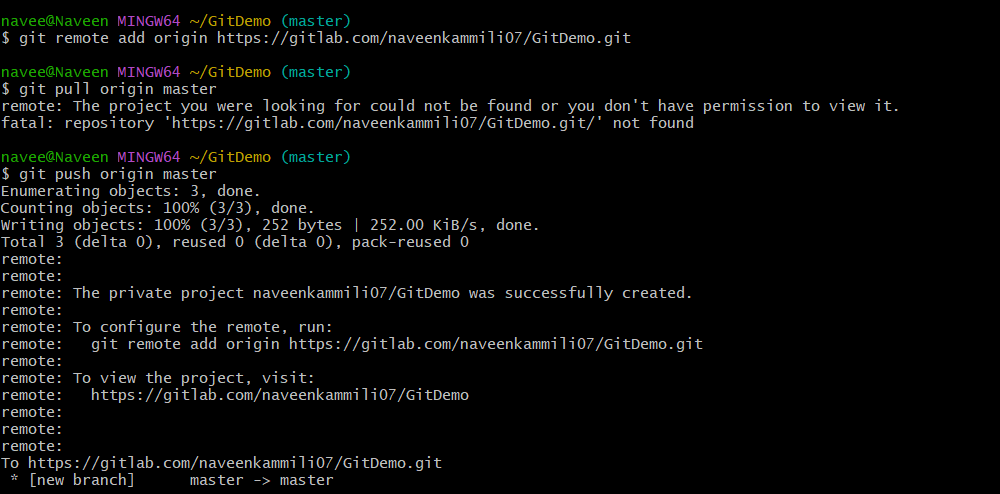 navee@Naveen MINGW64 ~/GitDemo (master)
$ git remote add origin https://gitlab.com/naveenkammili07/GitDemo.git
navee@Naveen MINGW64 ~/GitDemo (master)
$ git pull origin master
remote: The project you were looking for could not be found or you don't have permission to view it.
fatal: repository 'https://gitlab.com/naveenkammili07/GitDemo.git/' not found
navee@Naveen MINGW64 ~/GitDemo (master)
$ git push origin master
Enumerating objects: 3, done.
Counting objects: 100% (3/3), done.
Writing objects: 100% (3/3), 252 bytes | 252.00 KiB/s, done.
Total 3 (delta 0), reused 0 (delta 0), pack-reused 0
remote:
remote:
remote: The private project naveenkammili07/GitDemo was successfully created.
remote:
remote: To configure the remote, run:
remote:   git remote add origin https://gitlab.com/naveenkammili07/GitDemo.git
remote:
remote: To view the project, visit:
remote:   https://gitlab.com/naveenkammili07/GitDemo
remote:
remote:
remote:
To https://gitlab.com/naveenkammili07/GitDemo.git
 * [new branch]      master -> master